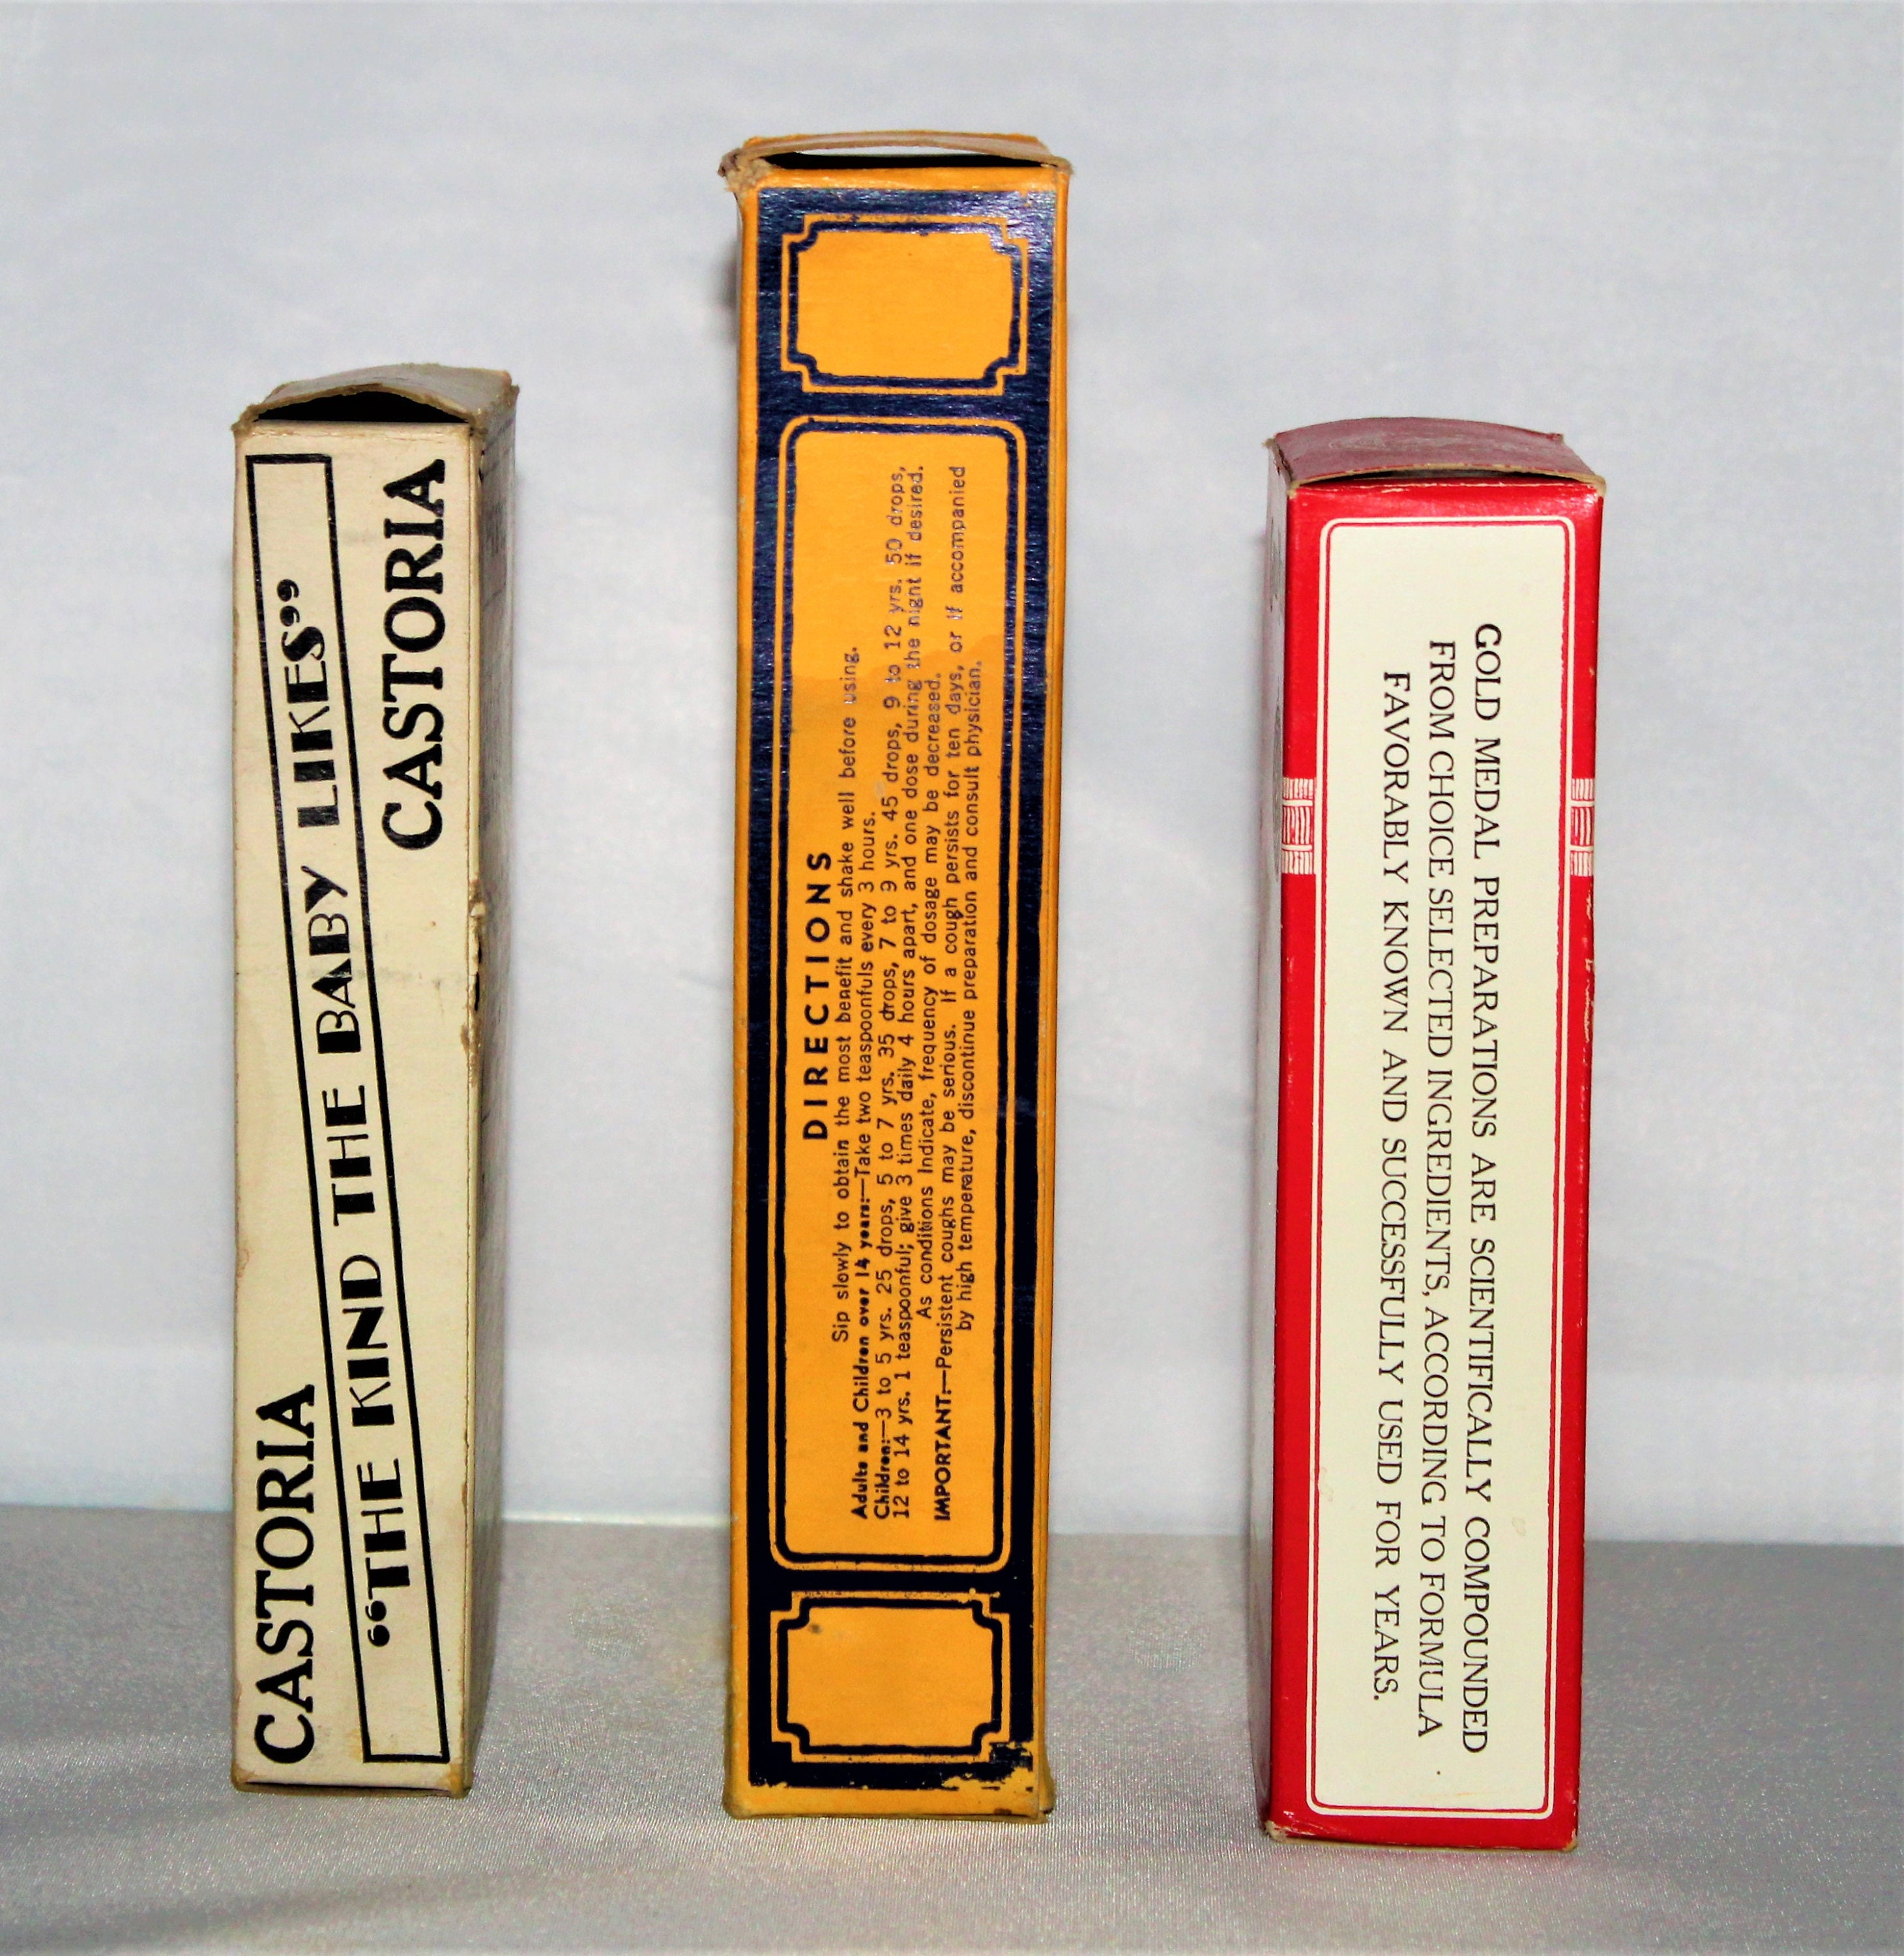 CASTORIA
"THE KIND THE BABY LIKES"
CASTORIA
DIRECTIONS
Sip slowly to obtain the most benefit and shake well before using.
Adults and Children over 14 years:—Take two teaspoonfuls every 3 hours.
Children:—3 to 5 yrs. 25 drops, 5 to 7 yrs. 35 drops, 7 to 9 yrs. 45 drops, 9 to 12 yrs. 50 drops,
12 to 14 yrs. 1 teaspoonful; give 3 times daily 4 hours apart, and one dose during the night if desired.
As conditions Indicate, frequency of dosage may be decreased.
IMPORTANT:—Persistent coughs may be serious. If a cough persists for ten days, or if accompanied
by high temperature, discontinue preparation and consult physician.
GOLD MEDAL PREPARATIONS ARE SCIENTIFICALLY COMPOUNDED
FROM CHOICE SELECTED INGREDIENTS, ACCORDING TO FORMULA
FAVORABLY KNOWN AND SUCCESSFULLY USED FOR YEARS.